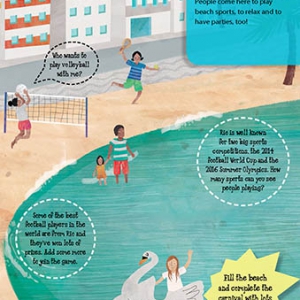 People come here to play
beach sports, to relax and to
have parties, too!
Who wants to
play volleyball
with me?
Rio is well known
for two big sports
competitions, the 2014
Football World Cup and the
2016 Summer Olympics. How
many sports can you see
people playing?
Some of the best
football players in the
world are from Rio and
they've won lots of
prizes. Add some more
to join the game.
Fill the beach
and complete the
carnival with lots